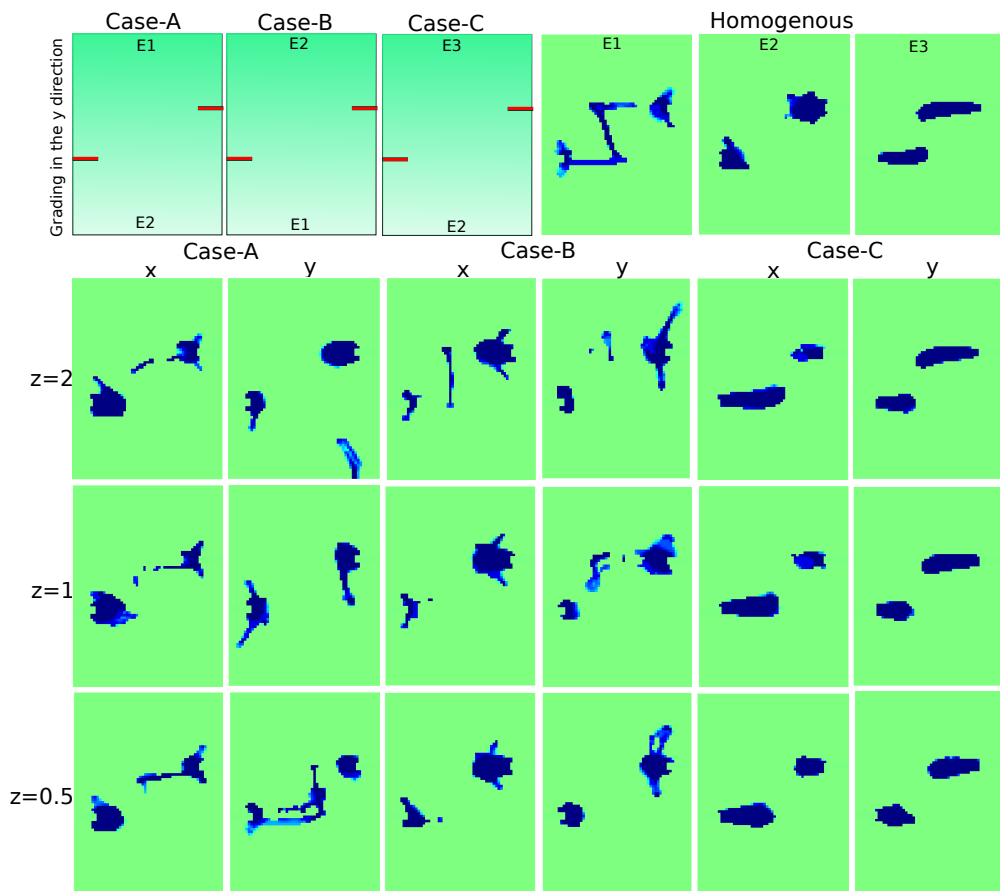 Case-A Case-B Case-C Homogenous
E1 E2 E3 E1 E2 E3
Grading in the y direction
E2 E1 E2
Case-A Case-B Case-C
x y x y x y
z=2
z=1
z=0.5